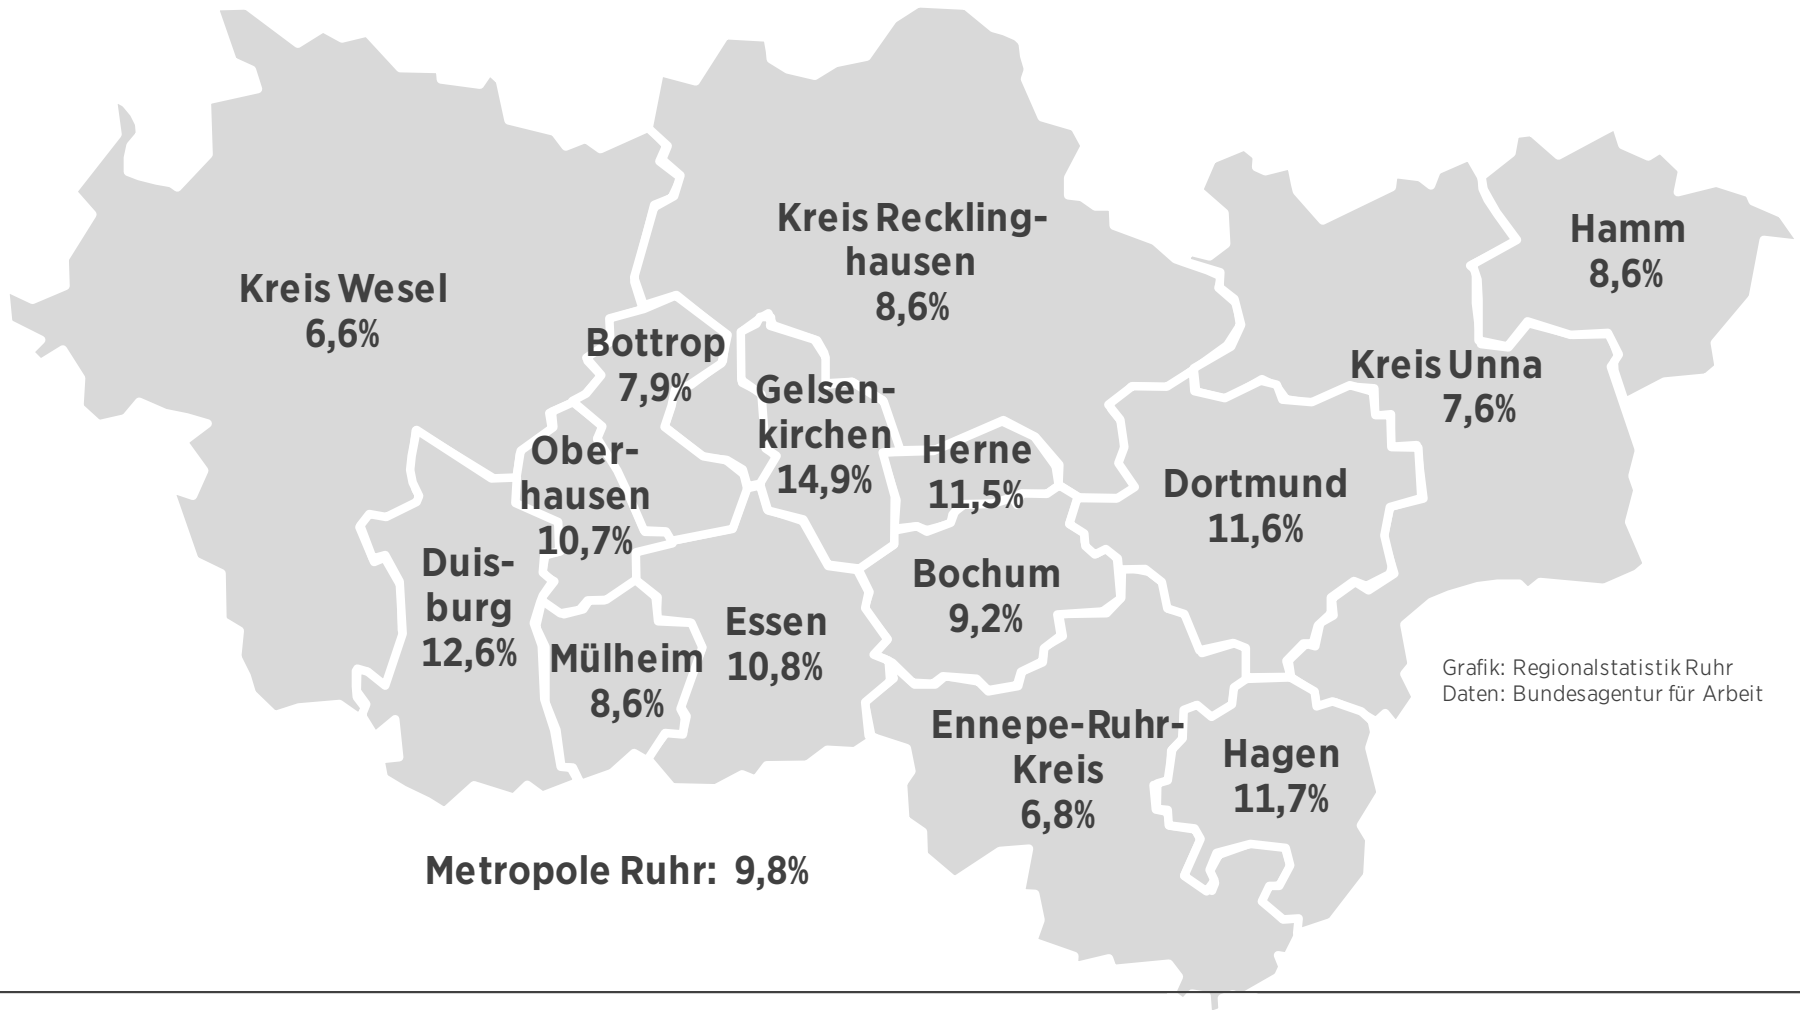 Kreis Wesel
6,6%
Kreis Reckling-
hausen
8,6%
Hamm
8,6%
Bottrop
7,9%
Kreis Unna
7,6%
Gelsen-
kirchen
14,9%
Ober-
hausen
10,7%
Herne
11,5%
Dortmund
11,6%
Duis-
burg
12,6%
Mülheim
8,6%
Essen
10,8%
Bochum
9,2%
Ennepe-Ruhr-
Kreis
6,8%
Hagen
11,7%
Grafik: Regionalstatistik Ruhr
Daten: Bundesagentur für Arbeit
Metropole Ruhr: 9,8%